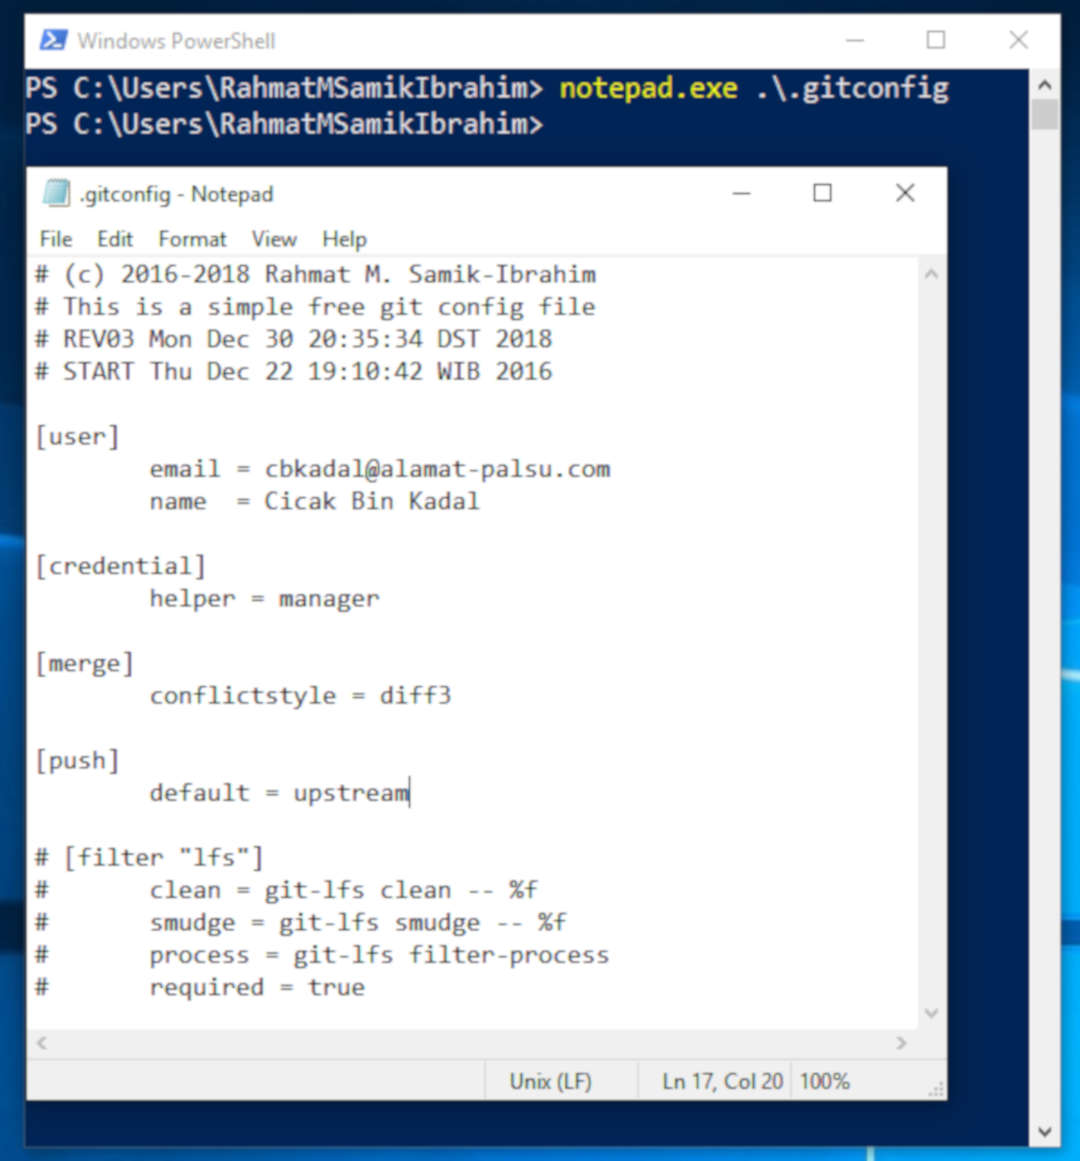 Windows PowerShell
PS C:\Users\RahmatMSamikIbrahim> notepad.exe .\.gitconfig
PS C:\Users\RahmatMSamikIbrahim>
.gitconfig - Notepad
File Edit Format View Help
# (c) 2016-2018 Rahmat M. Samik-Ibrahim
# This is a simple free git config file
# REV03 Mon Dec 30 20:35:34 DST 2018
# START Thu Dec 22 19:10:42 WIB 2016
[user]
email = cbkadal@alamat-palsu.com
name = Cicak Bin Kadal
[credential]
helper = manager
[merge]
conflictstyle = diff3
[push]
default = upstream
# [filter "lfs"]
# clean = git-lfs clean -- %f
# smudge = git-lfs smudge -- %f
# process = git-lfs filter-process
# required = true
Unix (LF) Ln 17, Col 20 100%